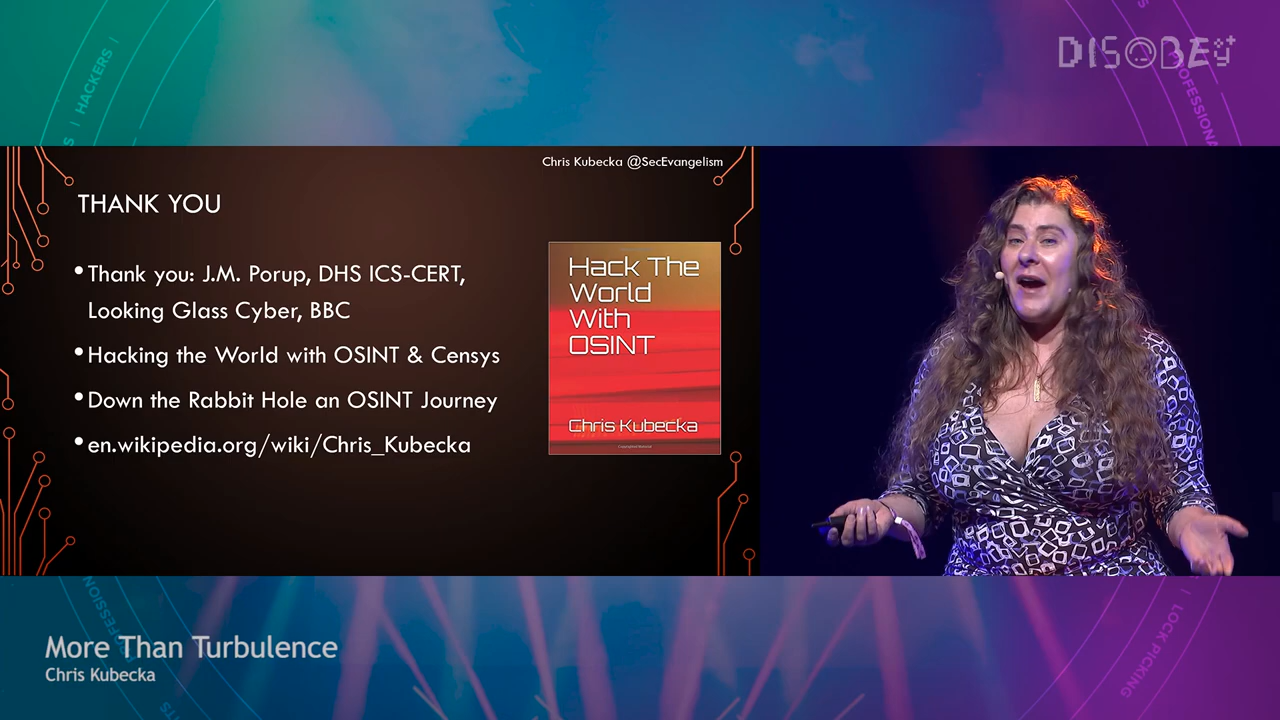 HACKERS |
DISOBEY
PROFESSIONA
Chris Kubecka @SecEvangelism
THANK YOU
• Thank you: J.M. Porup, DHS ICS-CERT,
Looking Glass Cyber, BBC
• Hacking the World with OSINT & Censys
• Down the Rabbit Hole an OSINT Journey
• en.wikipedia.org/wiki/Chris_Kubecka
Hack The
World
With
OSINT
Chris Kubecka
More Than Turbulence
Chris Kubecka
| LOCK PICKING